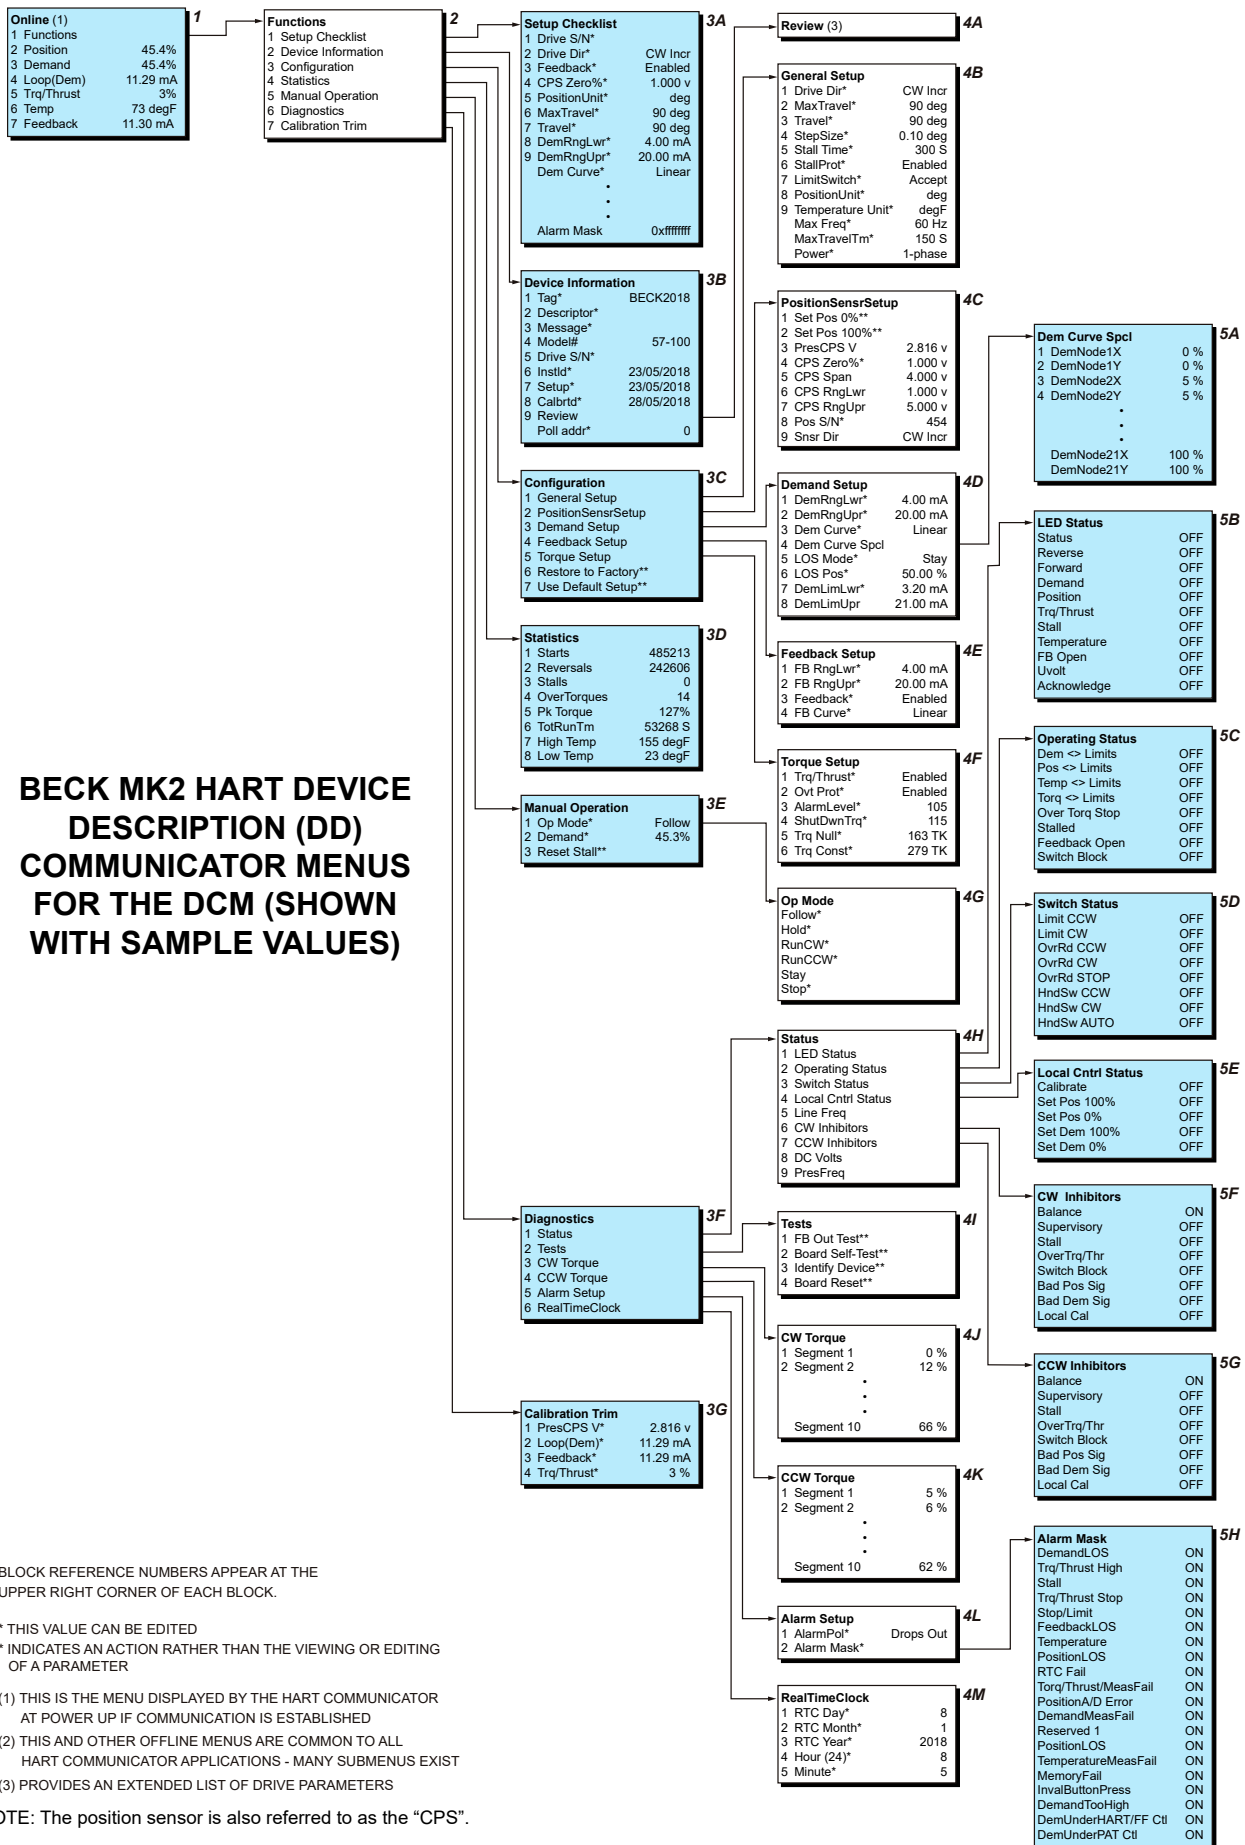 Online (1)
1 Functions
2 Position 45.4%
3 Demand 45.4%
4 Loop(Dem) 11.29 mA
5 Trq/Thrust 3%
6 Temp 73 degF
7 Feedback 11.30 mA
1
Functions
1 Setup Checklist
2 Device Information
3 Configuration
4 Statistics
5 Manual Operation
6 Diagnostics
7 Calibration Trim
2
Setup Checklist
1 Drive S/N*
2 Drive Dir* CW Incr
3 Feedback* Enabled
4 CPS Zero%* 1.000 v
5 PositionUnit* deg
6 MaxTravel* 90 deg
7 Travel* 90 deg
8 DemRngLwr* 4.00 mA
9 DemRngUpr* 20.00 mA
Dem Curve* Linear
•
•
•
Alarm Mask 0xffffffff
3A
Device Information
1 Tag* BECK2018
2 Descriptor*
3 Message*
4 Model# 57-100
5 Drive S/N*
6 Instld* 23/05/2018
7 Setup* 23/05/2018
8 Calbrtd* 28/05/2018
9 Review
Poll addr* 0
3B
Configuration
1 General Setup
2 PositionSensrSetup
3 Demand Setup
4 Feedback Setup
5 Torque Setup
6 Restore to Factory**
7 Use Default Setup**
3C
Statistics
1 Starts 485213
2 Reversals 242606
3 Stalls 0
4 OverTorques 14
5 Pk Torque 127%
6 TotRunTm 53268 S
7 High Temp 155 degF
8 Low Temp 23 degF
3D
Manual Operation
1 Op Mode* Follow
2 Demand* 45.3%
3 Reset Stall**
3E
Diagnostics
1 Status
2 Tests
3 CW Torque
4 CCW Torque
5 Alarm Setup
6 RealTimeClock
3F
Calibration Trim
1 PresCPS V* 2.816 v
2 Loop(Dem)* 11.29 mA
3 Feedback* 11.29 mA
4 Trq/Thrust* 3 %
3G
Review (3)
4A
General Setup
1 Drive Dir* CW Incr
2 MaxTravel* 90 deg
3 Travel* 90 deg
4 StepSize* 0.10 deg
5 Stall Time* 300 S
6 StallProt* Enabled
7 LimitSwitch* Accept
8 PositionUnit* deg
9 Temperature Unit* degF
Max Freq* 60 Hz
MaxTravelTm* 150 S
Power* 1-phase
4B
PositionSensrSetup
1 Set Pos 0%**
2 Set Pos 100%**
3 PresCPS V 2.816 v
4 CPS Zero%* 1.000 v
5 CPS Span 4.000 v
6 CPS RngLwr 1.000 v
7 CPS RngUpr 5.000 v
8 Pos S/N* 454
9 Snsr Dir CW Incr
4C
Demand Setup
1 DemRngLwr* 4.00 mA
2 DemRngUpr* 20.00 mA
3 Dem Curve* Linear
4 Dem Curve Spcl
5 LOS Mode* Stay
6 LOS Pos* 50.00 %
7 DemLimLwr* 3.20 mA
8 DemLimUpr 21.00 mA
4D
Feedback Setup
1 FB RngLwr* 4.00 mA
2 FB RngUpr* 20.00 mA
3 Feedback* Enabled
4 FB Curve* Linear
4E
Torque Setup
1 Trq/Thrust* Enabled
2 Ovt Prot* Enabled
3 AlarmLevel* 105
4 ShutDwnTrq* 115
5 Trq Null* 163 TK
6 Trq Const* 279 TK
4F
Op Mode
Follow*
Hold*
RunCW*
RunCCW*
Stay
Stop*
4G
Status
1 LED Status
2 Operating Status
3 Switch Status
4 Local Cntrl Status
5 Line Freq
6 CW Inhibitors
7 CCW Inhibitors
8 DC Volts
9 PresFreq
4H
Tests
1 FB Out Test**
2 Board Self-Test**
3 Identify Device**
4 Board Reset**
4I
CW Torque
1 Segment 1 0 %
2 Segment 2 12 %
•
•
•
Segment 10 66 %
4J
CCW Torque
1 Segment 1 5 %
2 Segment 2 6 %
•
•
•
Segment 10 62 %
4K
Alarm Setup
1 AlarmPol* Drops Out
2 Alarm Mask*
4L
RealTimeClock
1 RTC Day* 8
2 RTC Month* 1
3 RTC Year* 2018
4 Hour (24)* 8
5 Minute* 5
4M
Dem Curve Spcl
1 DemNode1X 0 %
2 DemNode1Y 0 %
3 DemNode2X 5 %
4 DemNode2Y 5 %
•
•
•
DemNode21X 100 %
DemNode21Y 100 %
5A
LED Status
Status OFF
Reverse OFF
Forward OFF
Demand OFF
Position OFF
Trq/Thrust OFF
Stall OFF
Temperature OFF
FB Open OFF
Uvolt OFF
Acknowledge OFF
5B
Operating Status
Dem <> Limits OFF
Pos <> Limits OFF
Temp <> Limits OFF
Torq <> Limits OFF
Over Torq Stop OFF
Stalled OFF
Feedback Open OFF
Switch Block OFF
5C
Switch Status
Limit CCW OFF
Limit CW OFF
OvrRd CCW OFF
OvrRd CW OFF
OvrRd STOP OFF
HndSw CCW OFF
HndSw CW OFF
HndSw AUTO OFF
5D
Local Cntrl Status
Calibrate OFF
Set Pos 100% OFF
Set Pos 0% OFF
Set Dem 100% OFF
Set Dem 0% OFF
5E
CW Inhibitors
Balance ON
Supervisory OFF
Stall OFF
OverTrq/Thr OFF
Switch Block OFF
Bad Pos Sig OFF
Bad Dem Sig OFF
Local Cal OFF
5F
CCW Inhibitors
Balance ON
Supervisory OFF
Stall OFF
OverTrq/Thr OFF
Switch Block OFF
Bad Pos Sig OFF
Bad Dem Sig OFF
Local Cal OFF
5G
Alarm Mask
DemandLOS ON
Trq/Thrust High ON
Stall ON
Trq/Thrust Stop ON
Stop/Limit ON
FeedbackLOS ON
Temperature ON
PositionLOS ON
RTC Fail ON
Torq/Thrust/MeasFail ON
PositionA/D Error ON
DemandMeasFail ON
Reserved 1 ON
PositionLOS ON
TemperatureMeasFail ON
MemoryFail ON
InvalButtonPress ON
DemandTooHigh ON
DemUnderHART/FF Ctl ON
DemUnderPAT Ctl ON
5H
BECK MK2 HART DEVICE
DESCRIPTION (DD)
COMMUNICATOR MENUS
FOR THE DCM (SHOWN
WITH SAMPLE VALUES)
BLOCK REFERENCE NUMBERS APPEAR AT THE
UPPER RIGHT CORNER OF EACH BLOCK.
* THIS VALUE CAN BE EDITED
* INDICATES AN ACTION RATHER THAN THE VIEWING OR EDITING
OF A PARAMETER
(1) THIS IS THE MENU DISPLAYED BY THE HART COMMUNICATOR
AT POWER UP IF COMMUNICATION IS ESTABLISHED
(2) THIS AND OTHER OFFLINE MENUS ARE COMMON TO ALL
HART COMMUNICATOR APPLICATIONS - MANY SUBMENUS EXIST
(3) PROVIDES AN EXTENDED LIST OF DRIVE PARAMETERS
OTE: The position sensor is also referred to as the “CPS”.